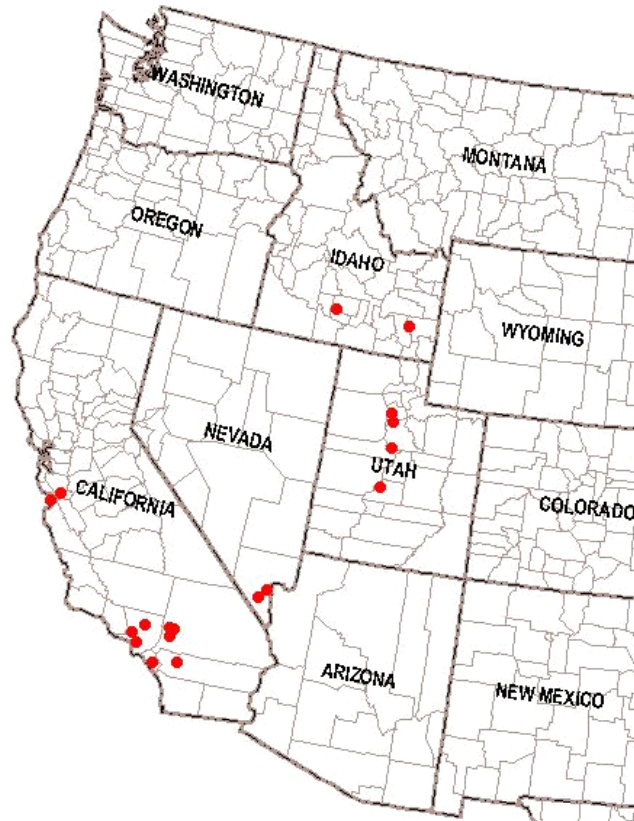 WASHINGTON
MONTANA
OREGON
IDAHO
WYOMING
NEVADA
UTAH
CALIFORNIA
COLORADO
ARIZONA
NEW MEXICO